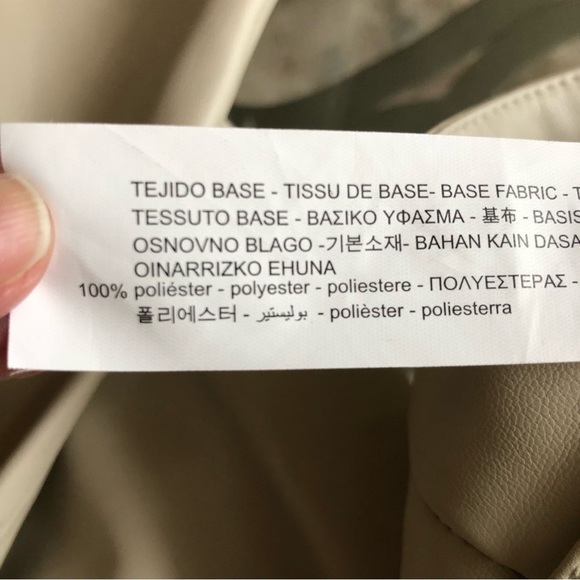 TEJIDO BASE - TISSU DE BASE- BASE FABRIC -
TESSUTO BASE - ΒΑΣΙΚΟ ΥΦΑΣΜΑ - 基布 - BASIS
OSNOVNO BLAGO -기본소재- BAHAN KAIN DASA
OINARRIZKO EHUNA
100% poliéster - polyester - poliestere - ΠΟΛΥΕΣΤΕΡΑΣ -
폴리에스터 - بوليستير - polièster - poliesterra